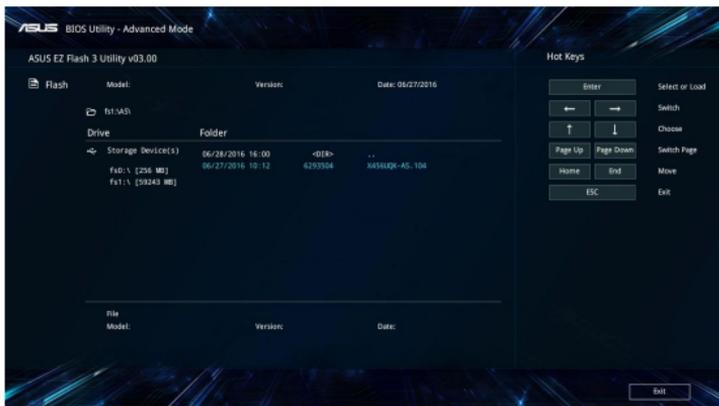 ASUS BIOS Utility - Advanced Mode
ASUS EZ Flash 3 Utility v03.00
Flash
Model: Version: Date: 06/27/2016
fs1:\AS\
Drive Folder
Storage Device(s)
fs0:\ [256 MB]
fs1:\ [59243 MB]
06/28/2016 16:00 <DIR> ..
06/27/2016 10:12 6293504 X456UQK-AS.104
File
Model: Version: Date:
Hot Keys
Enter Select or Load
← → Switch
↑ ↓ Choose
Page Up Page Down Switch Page
Home End Move
ESC Exit
Exit